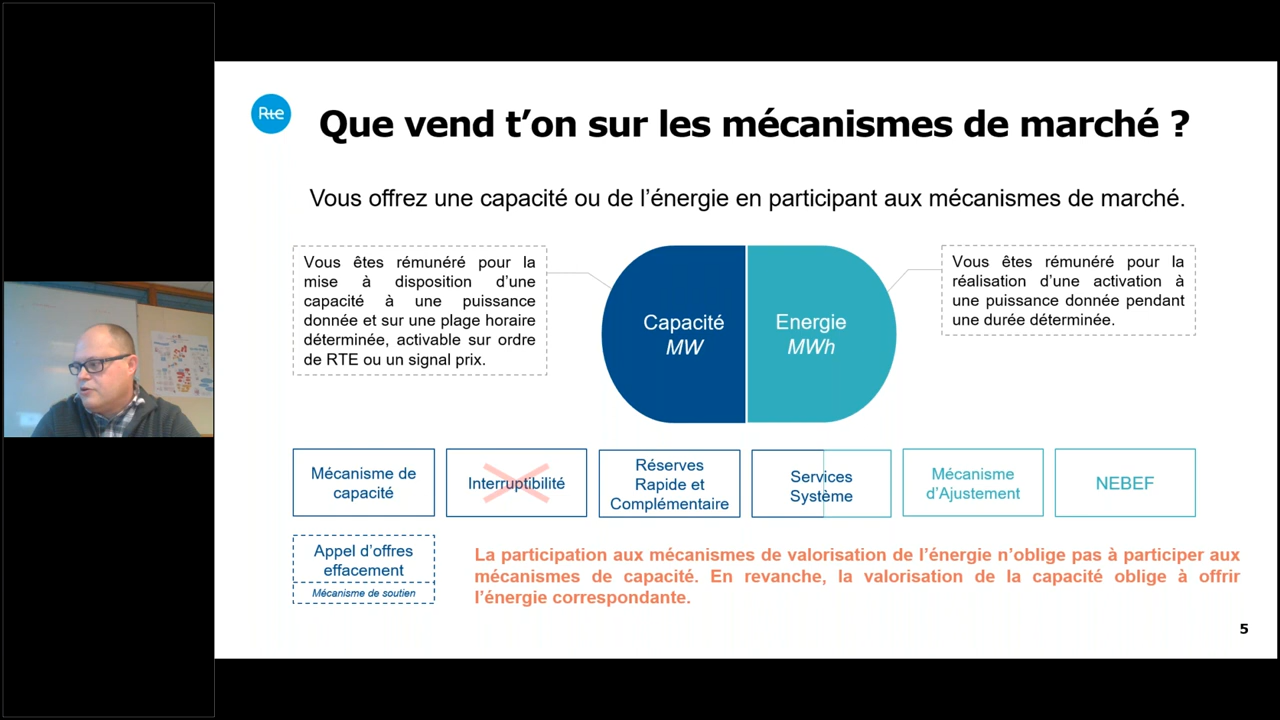 Rte
Que vend t’on sur les mécanismes de marché ?
Vous offrez une capacité ou de l’énergie en participant aux mécanismes de marché.
Vous êtes rémunéré pour la
mise à disposition d’une
capacité à une puissance
donnée et sur une plage horaire
déterminée, activable sur ordre
de RTE ou un signal prix.
Capacité
MW
Energie
MWh
Vous êtes rémunéré pour la
réalisation d’une activation à
une puissance donnée pendant
une durée déterminée.
Mécanisme de
capacité
Interruptibilité
Réserves
Rapide et
Complémentaire
Services
Système
Mécanisme
d’Ajustement
NEBEF
Appel d’offres
effacement
Mécanisme de soutien
La participation aux mécanismes de valorisation de l’énergie n’oblige pas à participer aux
mécanismes de capacité. En revanche, la valorisation de la capacité oblige à offrir
l’énergie correspondante.
5